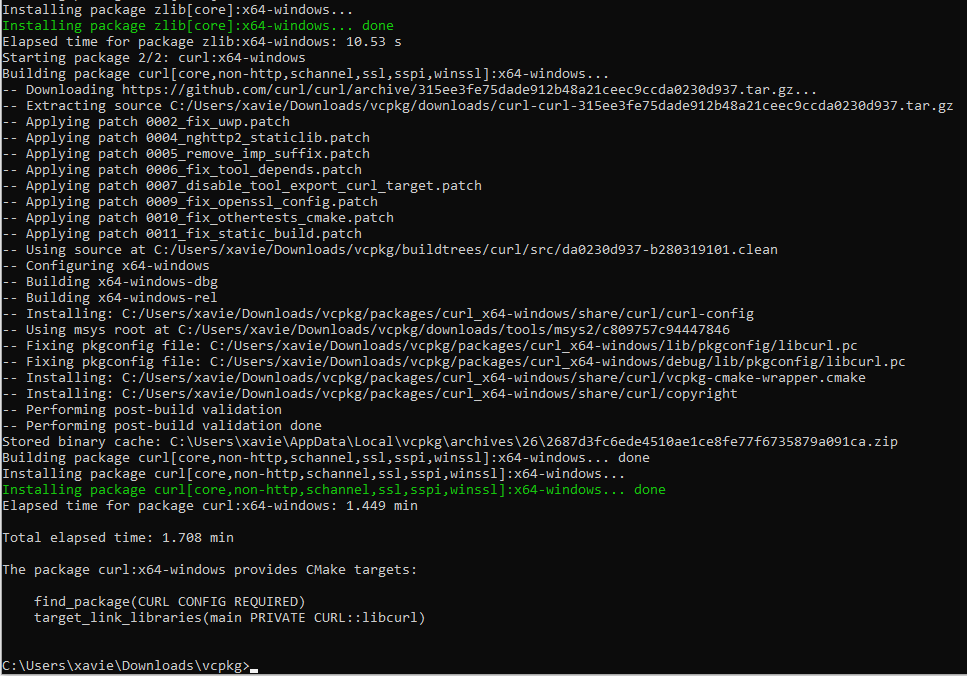 Installing package zlib[core]:x64-windows...
Installing package zlib[core]:x64-windows... done
Elapsed time for package zlib:x64-windows: 10.53 s
Starting package 2/2: curl:x64-windows
Building package curl[core,non-http,schannel,ssl,sspi,winssl]:x64-windows...
-- Downloading https://github.com/curl/curl/archive/315ee3fe75dade912b48a21ceec9ccda0230d937.tar.gz...
-- Extracting source C:/Users/xavie/Downloads/vcpkg/downloads/curl-curl-315ee3fe75dade912b48a21ceec9ccda0230d937.tar.gz
-- Applying patch 0002_fix_uwp.patch
-- Applying patch 0004_nghttp2_staticlib.patch
-- Applying patch 0005_remove_imp_suffix.patch
-- Applying patch 0006_fix_tool_depends.patch
-- Applying patch 0007_disable_tool_export_curl_target.patch
-- Applying patch 0009_fix_openssl_config.patch
-- Applying patch 0010_fix_othertests_cmake.patch
-- Applying patch 0011_fix_static_build.patch
-- Using source at C:/Users/xavie/Downloads/vcpkg/buildtrees/curl/src/da0230d937-b280319101.clean
-- Configuring x64-windows
-- Building x64-windows-dbg
-- Building x64-windows-rel
-- Installing: C:/Users/xavie/Downloads/vcpkg/packages/curl_x64-windows/share/curl/curl-config
-- Using msys root at C:/Users/xavie/Downloads/vcpkg/downloads/tools/msys2/c809757c94447846
-- Fixing pkgconfig file: C:/Users/xavie/Downloads/vcpkg/packages/curl_x64-windows/lib/pkgconfig/libcurl.pc
-- Fixing pkgconfig file: C:/Users/xavie/Downloads/vcpkg/packages/curl_x64-windows/debug/lib/pkgconfig/libcurl.pc
-- Installing: C:/Users/xavie/Downloads/vcpkg/packages/curl_x64-windows/share/curl/vcpkg-cmake-wrapper.cmake
-- Installing: C:/Users/xavie/Downloads/vcpkg/packages/curl_x64-windows/share/curl/copyright
-- Performing post-build validation
-- Performing post-build validation done
Stored binary cache: C:\Users\xavie\AppData\Local\vcpkg\archives\26\2687d3fc6ede4510ae1ce8fe77f6735879a091ca.zip
Building package curl[core,non-http,schannel,ssl,sspi,winssl]:x64-windows... done
Installing package curl[core,non-http,schannel,ssl,sspi,winssl]:x64-windows...
Installing package curl[core,non-http,schannel,ssl,sspi,winssl]:x64-windows... done
Elapsed time for package curl:x64-windows: 1.449 min
Total elapsed time: 1.708 min
The package curl:x64-windows provides CMake targets:
find_package(CURL CONFIG REQUIRED)
target_link_libraries(main PRIVATE CURL::libcurl)
C:\Users\xavie\Downloads\vcpkg>